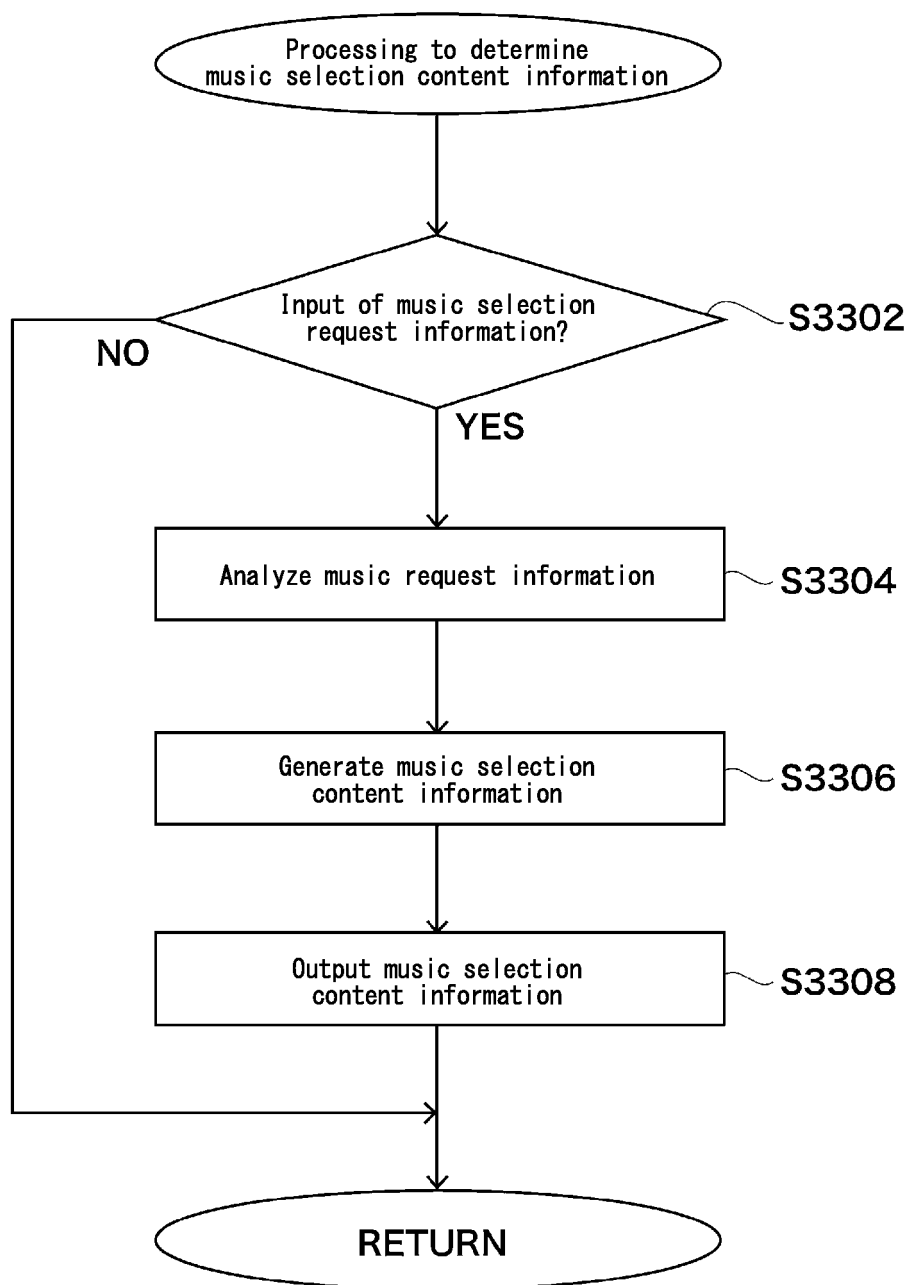 Processing to determine
music selection content information
Input of music selection
request information?
S3302
NO
YES
Analyze music request information
S3304
Generate music selection
content information
S3306
Output music selection
content information
S3308
RETURN